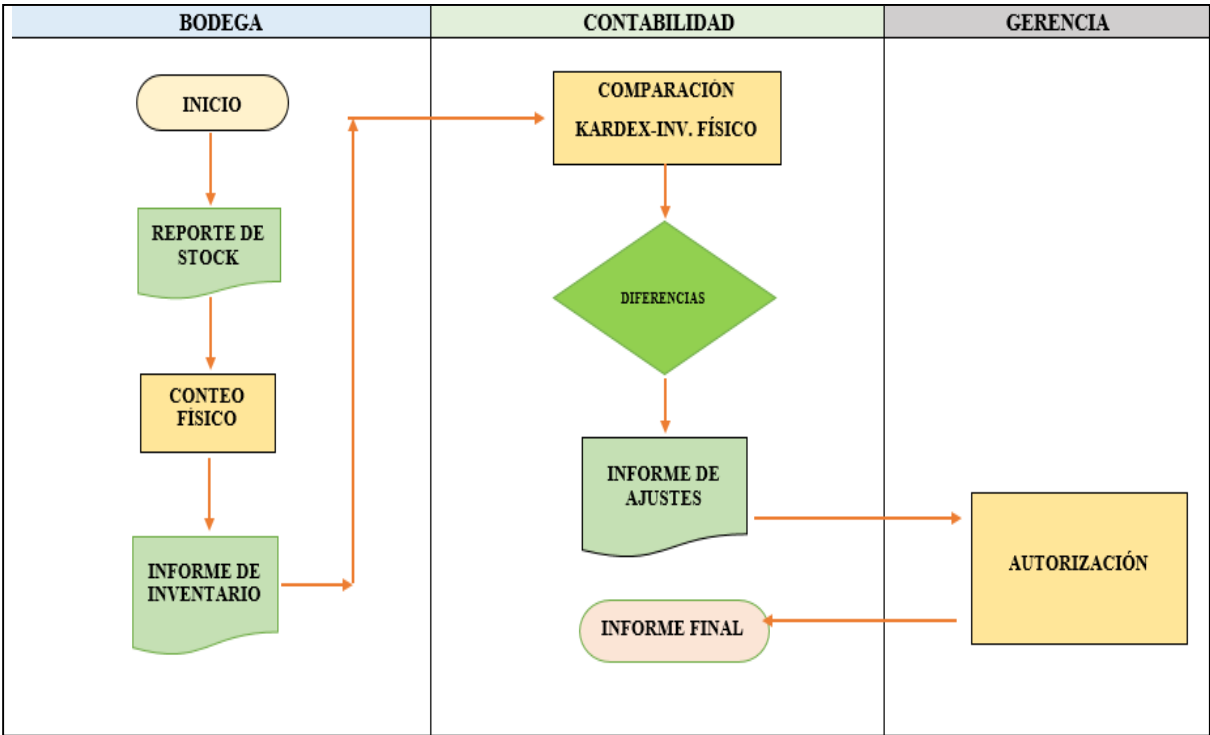 BODEGA
CONTABILIDAD
GERENCIA
INICIO
REPORTE DE
STOCK
CONTEO
FÍSICO
INFORME DE
INVENTARIO
COMPARACIÓN
KARDEX-INV. FÍSICO
DIFERENCIAS
INFORME DE
AJUSTES
AUTORIZACIÓN
INFORME FINAL